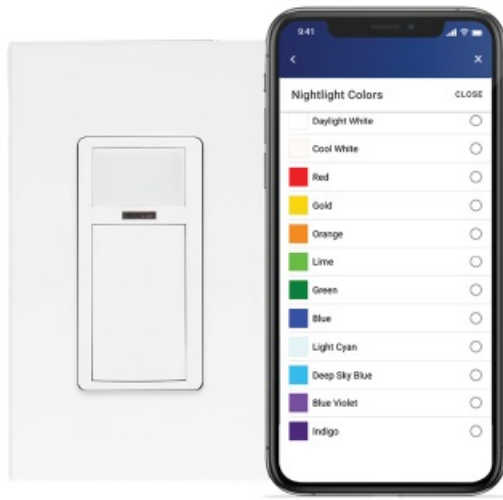 9:41
Nightlight Colors CLOSE
Daylight White
Cool White
Red
Gold
Orange
Lime
Green
Blue
Light Cyan
Deep Sky Blue
Blue Violet
Indigo